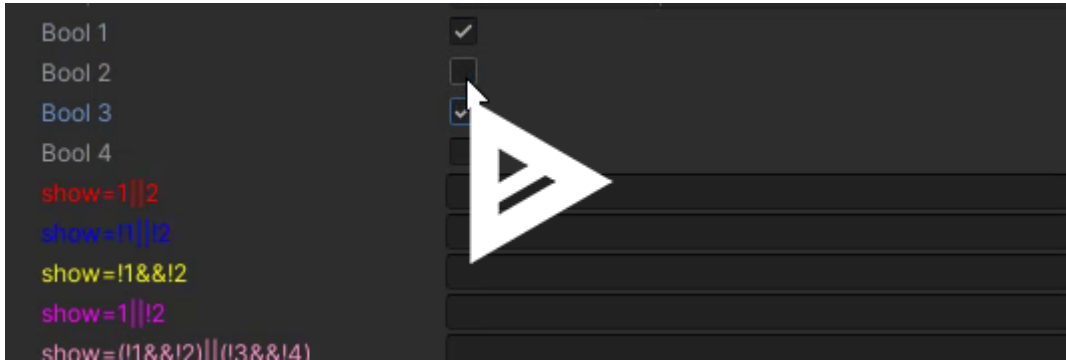 Bool 1
Bool 2
Bool 3
Bool 4
show=1||2
show=!1||!2
show=!1&&!2
show=1||!2
show=(!1&&!2)||(!3&&!4)